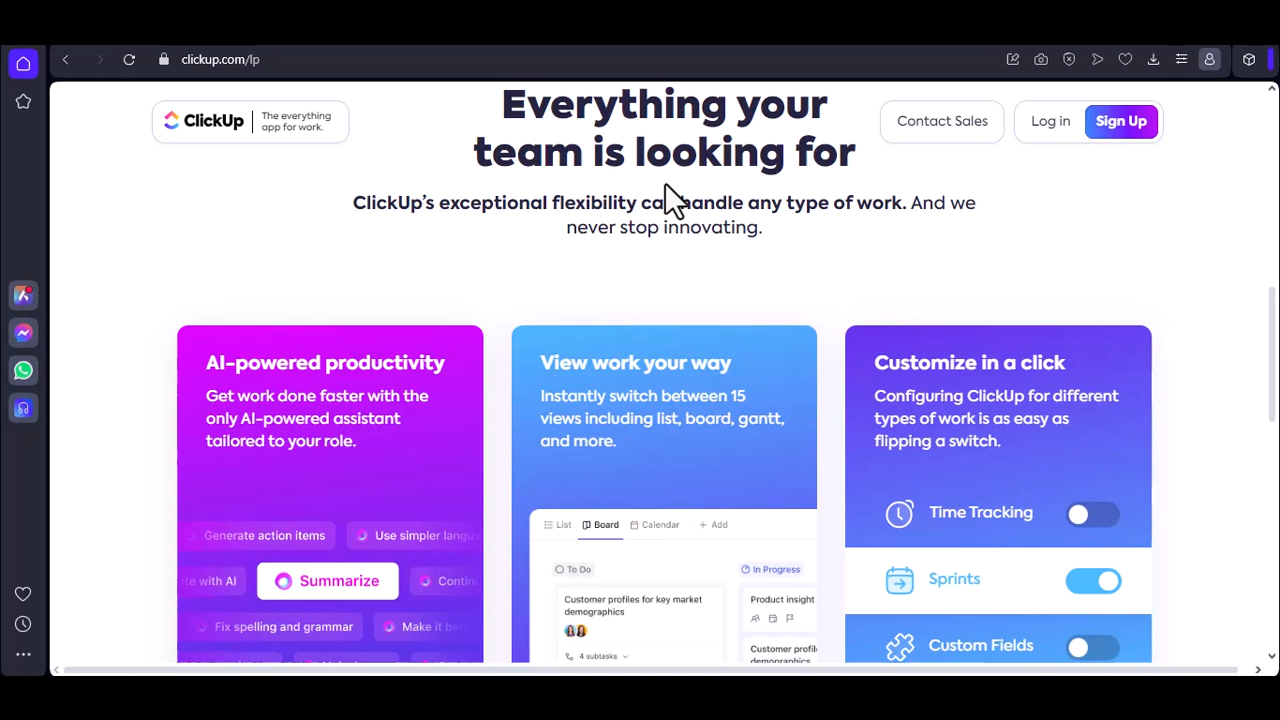 clickup.com/lp
Everything your
team is looking for
ClickUp
The everything
app for work.
Contact Sales
Log in
Sign Up
ClickUp's exceptional flexibility can handle any type of work. And we
never stop innovating.
AI-powered productivity
Get work done faster with the
only AI-powered assistant
tailored to your role.
Generate action items
Use simpler
with AI
Summarize
Fix spelling and grammar
Make it
View work your way
Instantly switch between 15
views including list, board, gantt,
and more.
List
Board
Calendar
+ Add
To Do
In Progress
Customer profiles for key market
demographics
4 subtasks
Product insight
Customer
demographics
Customize in a click
Configuring ClickUp for different
types of work is as easy as
flipping a switch.
Time Tracking
Sprints
Custom Fields